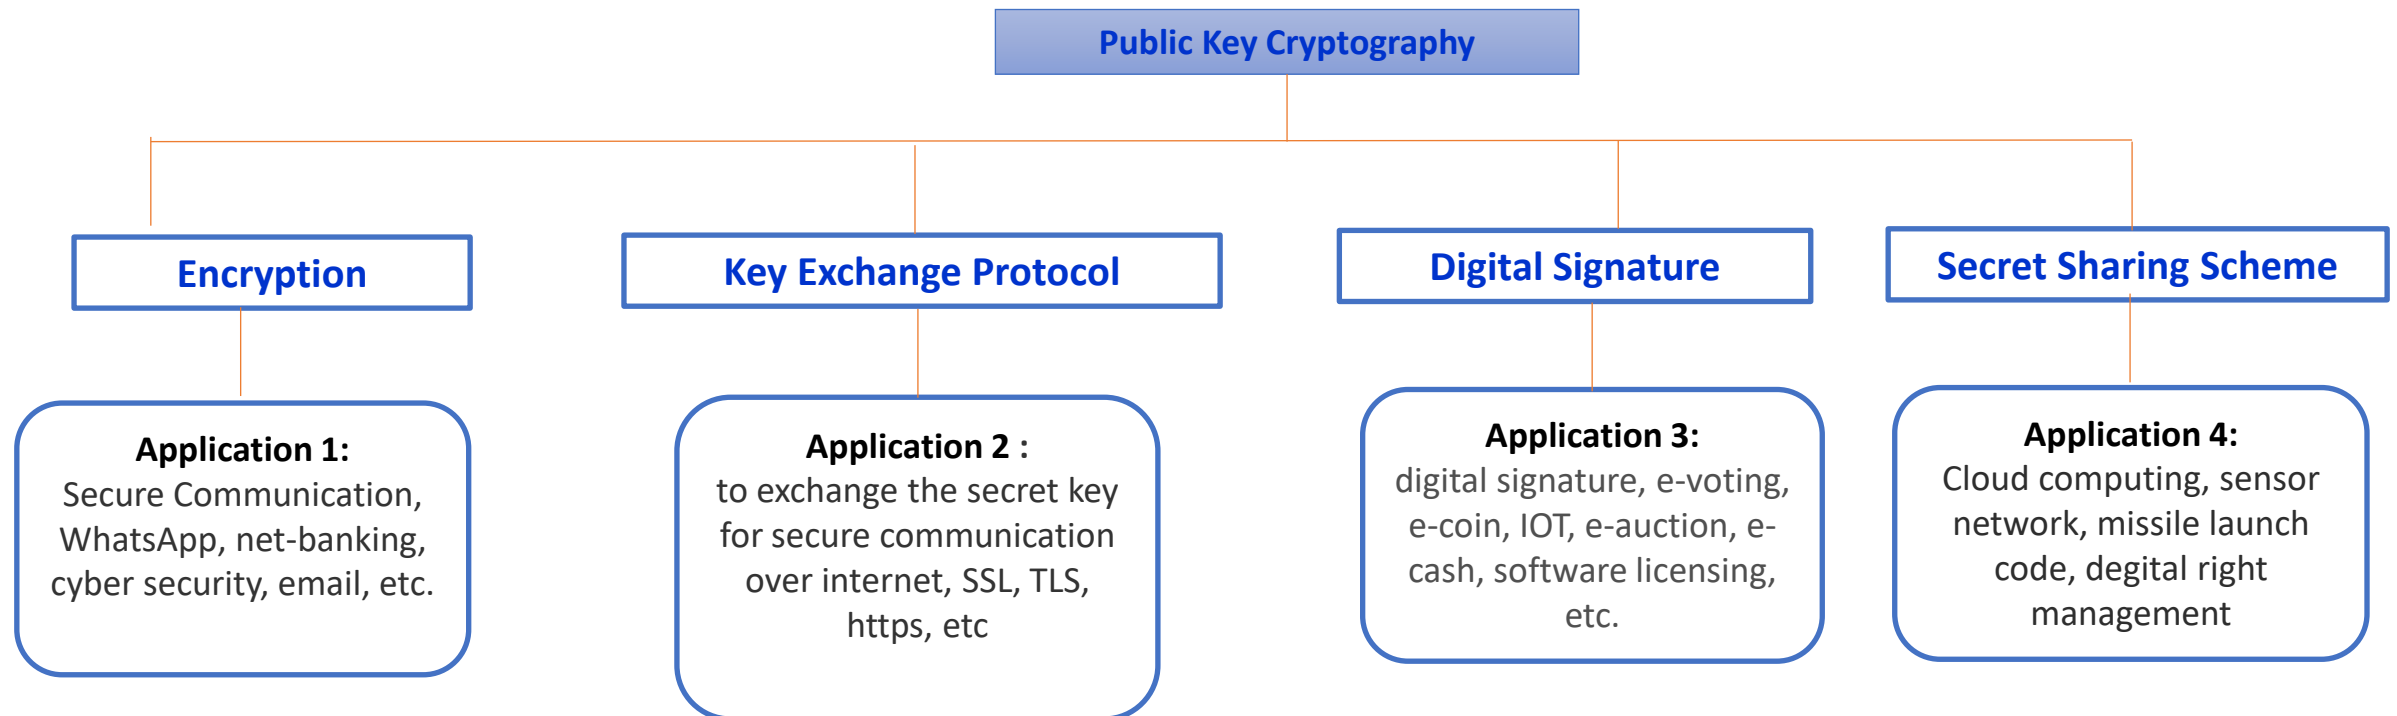 Public Key Cryptography
Encryption
Key Exchange Protocol
Digital Signature
Secret Sharing Scheme
Application 1:
Secure Communication,
WhatsApp, net-banking,
cyber security, email, etc.
Application 2 :
to exchange the secret key
for secure communication
over internet, SSL, TLS,
https, etc
Application 3:
digital signature, e-voting,
e-coin, IOT, e-auction, e-
cash, software licensing,
etc.
Application 4:
Cloud computing, sensor
network, missile launch
code, degital right
management